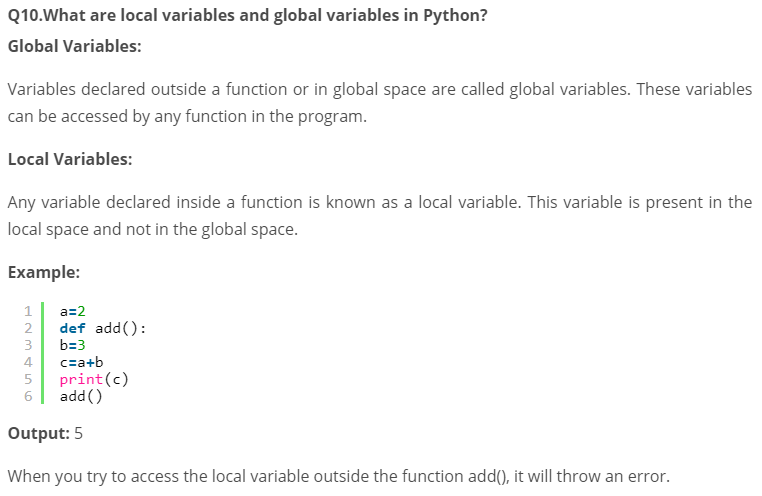 Q10.What are local variables and global variables in Python?
Global Variables:
Variables declared outside a function or in global space are called global variables. These variables
can be accessed by any function in the program.
Local Variables:
Any variable declared inside a function is known as a local variable. This variable is present in the
local space and not in the global space.
Example:
1 a=2
2 def add():
3 b=3
4 c=a+b
5 print(c)
6 add()
Output: 5
When you try to access the local variable outside the function add(), it will throw an error.